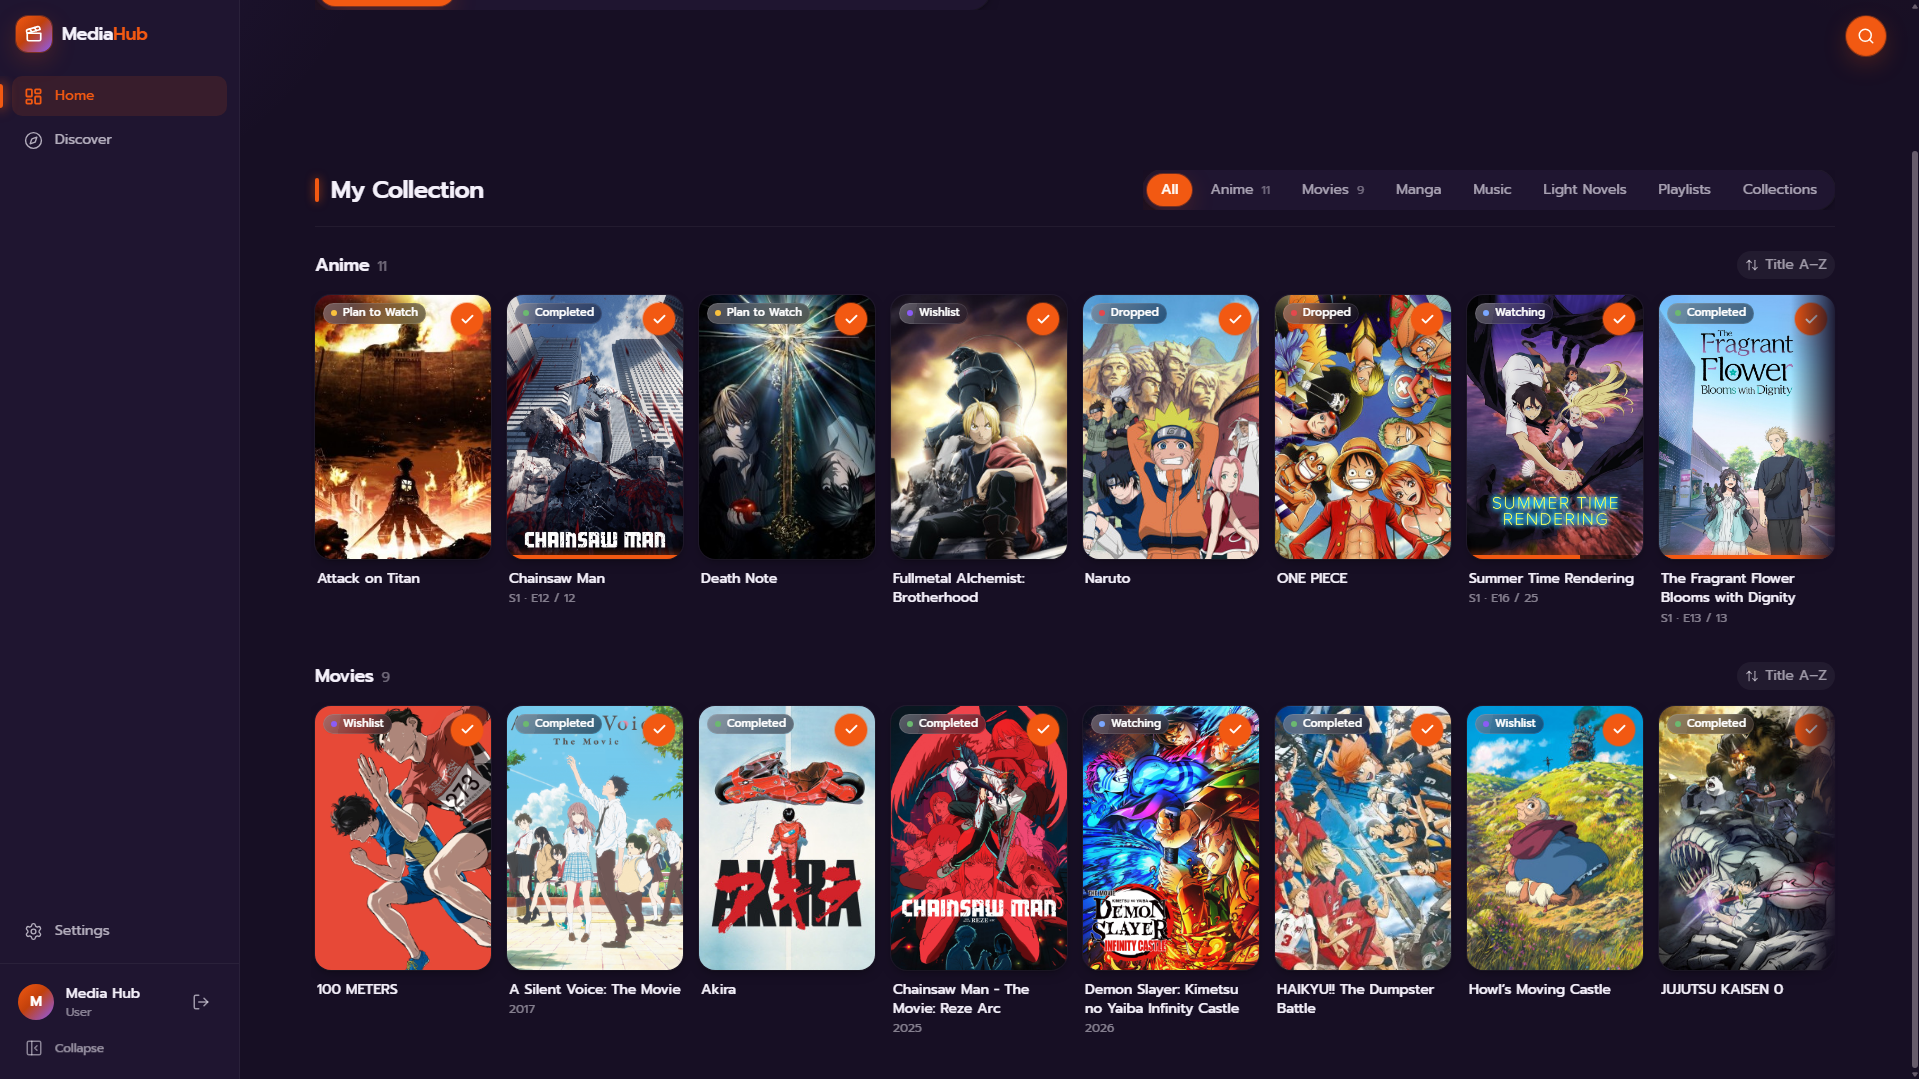 MediaHub
Home
Discover
My Collection
All
Anime 11
Movies 9
Manga
Music
Light Novels
Playlists
Collections
Anime 11
Title A–Z
Plan to Watch
Completed
Plan to Watch
Wishlist
Dropped
Dropped
Watching
Completed
CHAINSAW MAN
SUMMER TIME
RENDERING
The
Fragrant
Flower
Blooms with Dignity
Attack on Titan
Chainsaw Man
S1 · E12 / 12
Death Note
Fullmetal Alchemist:
Brotherhood
Naruto
ONE PIECE
Summer Time Rendering
S1 · E16 / 25
The Fragrant Flower
Blooms with Dignity
S1 · E13 / 13
Movies 9
Title A–Z
Wishlist
Completed
Completed
Completed
Watching
Completed
Wishlist
Completed
273
The Movie
AKIRA
アキラ
CHAINSAW MAN
DEMON
SLAYER
INFINITY CASTLE
100 METERS
A Silent Voice: The Movie
2017
Akira
Chainsaw Man - The
Movie: Reze Arc
2025
Demon Slayer: Kimetsu
no Yaiba Infinity Castle
2026
HAIKYU!! The Dumpster
Battle
Howl's Moving Castle
JUJUTSU KAISEN 0
Settings
M
Media Hub
User
Collapse